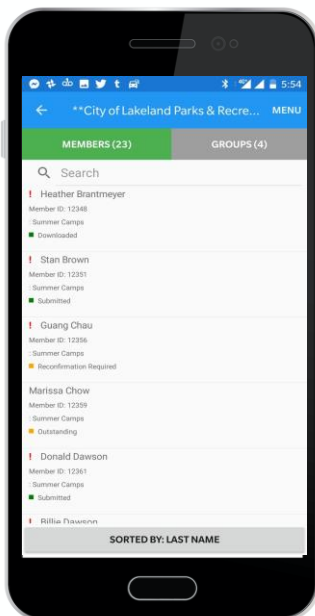 5:54
**City of Lakeland Parks & Recre... MENU
MEMBERS (23) GROUPS (4)
Search
! Heather Brantmeyer
Member ID: 12348
: Summer Camps
Downloaded
! Stan Brown
Member ID: 12351
: Summer Camps
Submitted
! Guang Chau
Member ID: 12356
: Summer Camps
Reconfirmation Required
Marissa Chow
Member ID: 12359
: Summer Camps
Outstanding
! Donald Dawson
Member ID: 12361
: Summer Camps
Submitted
! Billie Dawson
SORTED BY: LAST NAME